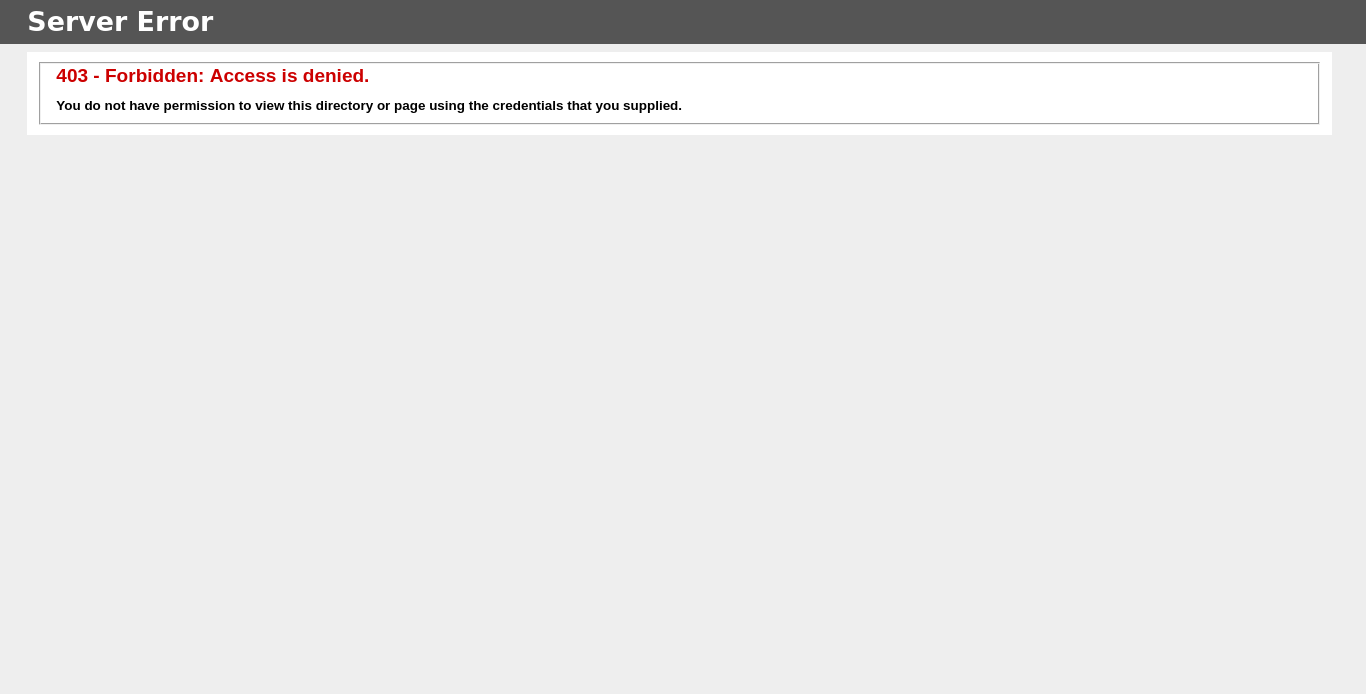 Server Error
403 - Forbidden: Access is denied.
You do not have permission to view this directory or page using the credentials that you supplied.